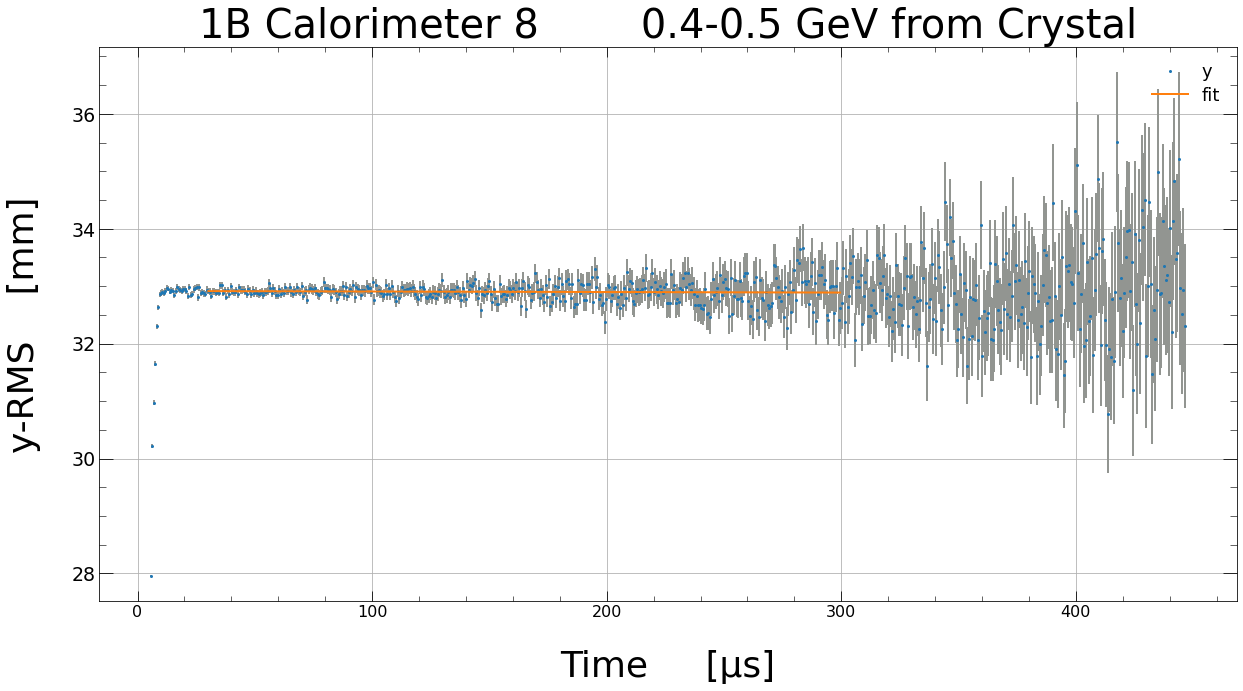 1B Calorimeter 8 0.4-0.5 GeV from Crystal
y
fit
y-RMS [mm]
36
34
32
30
28
0 100 200 300 400
Time [μs]